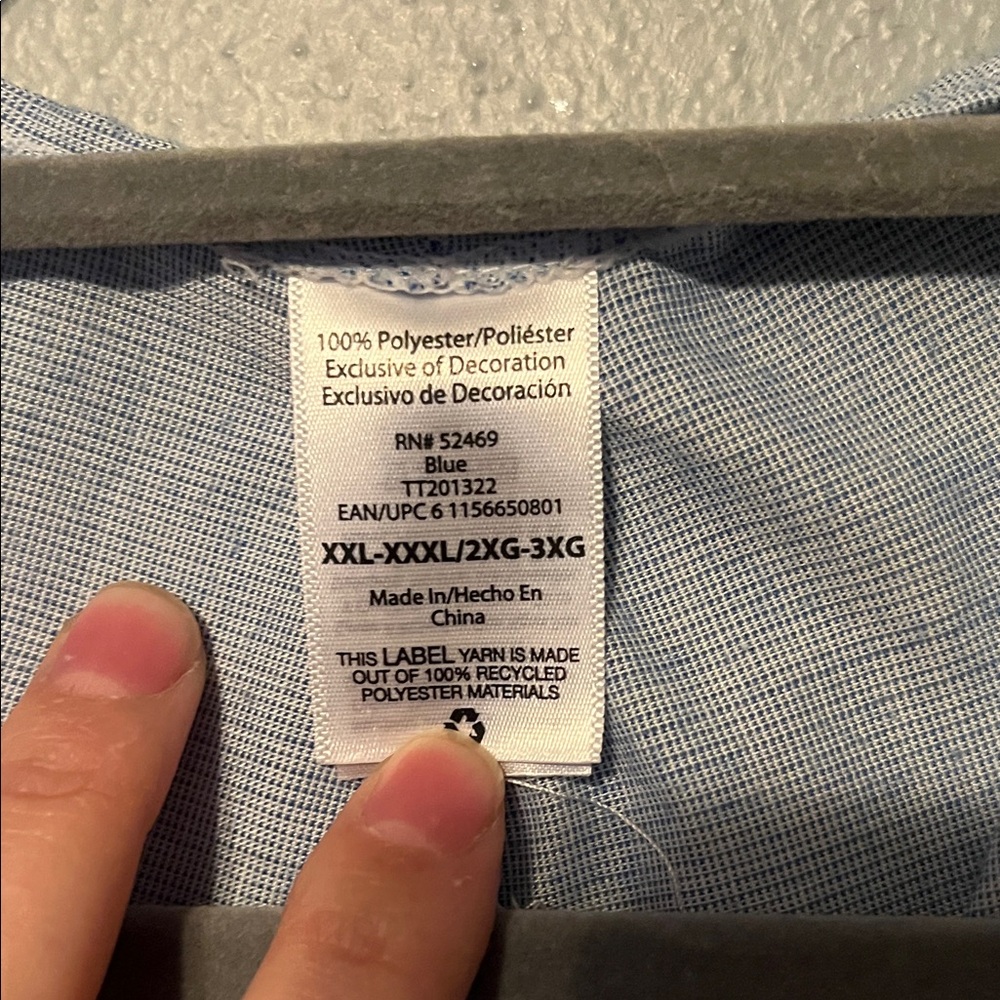 100% Polyester/Poliéster
Exclusive of Decoration
Exclusivo de Decoración
RN# 52469
Blue
TT201322
EAN/UPC 6 1156650801
XXL-XXXL/2XG-3XG
Made In/Hecho En
China
THIS LABEL YARN IS MADE
OUT OF 100% RECYCLED
POLYESTER MATERIALS